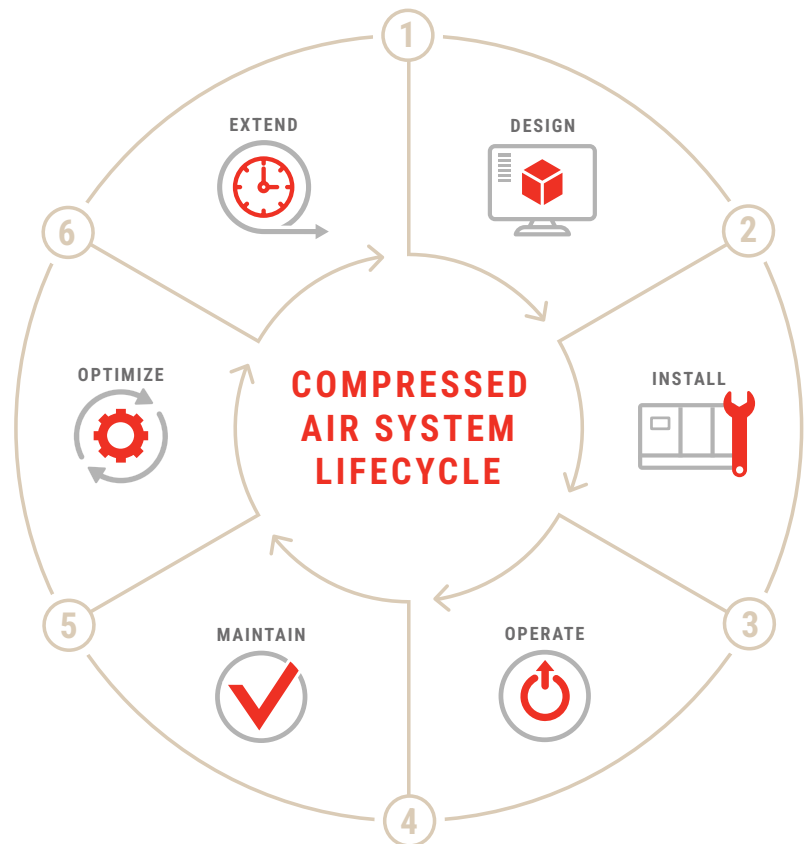 1
DESIGN
2
INSTALL
3
OPERATE
4
MAINTAIN
5
OPTIMIZE
6
EXTEND
COMPRESSED
AIR SYSTEM
LIFECYCLE